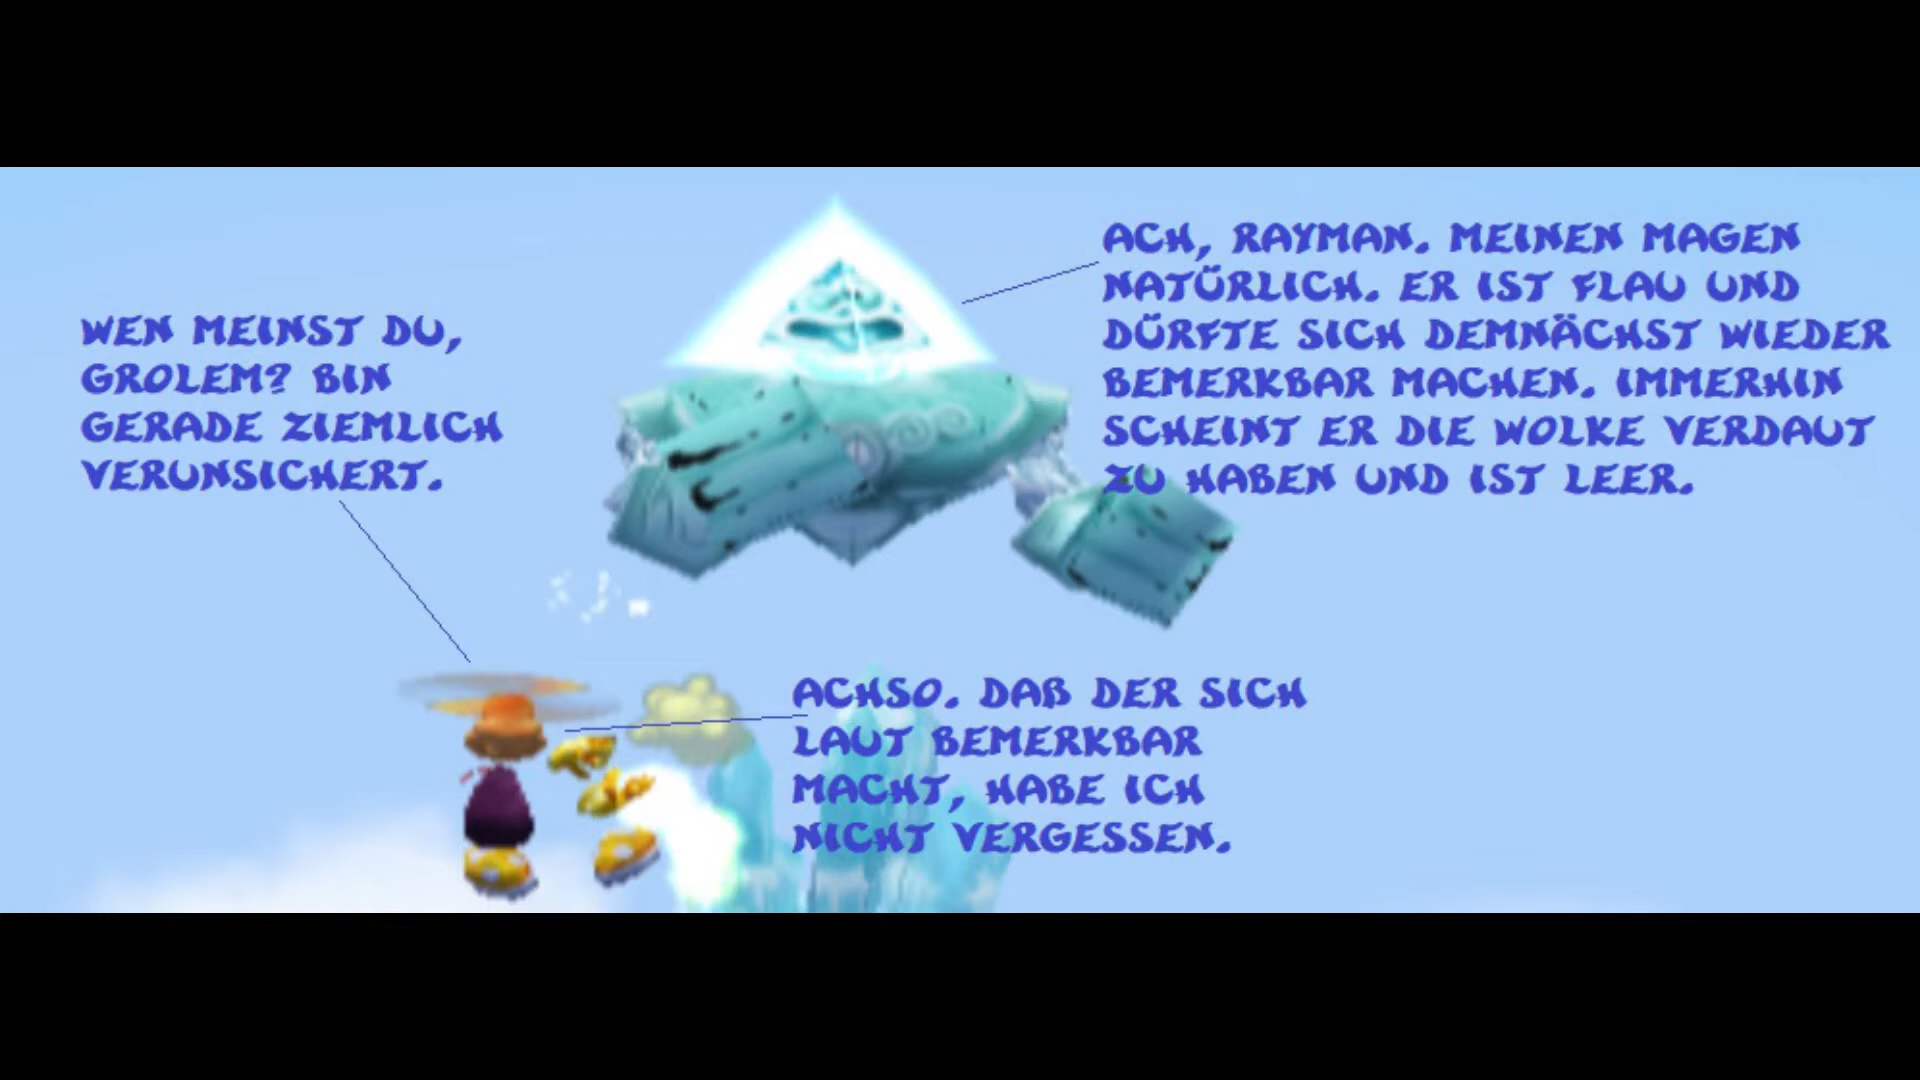 WEN MEINST DU,
GROLEM? BIN
GERADE ZIEMLICH
VERUNSICHERT.
ACH, RAYMAN. MEINEN MAGEN
NATÜRLICH. ER IST FLAU UND
DÜRFTE SICH DEMNÄCHST WIEDER
BEMERKBAR MACHEN. IMMERHIN
SCHEINT ER DIE WOLKE VERDAUT
ZU HABEN UND IST LEER.
ACHSO. DAß DER SICH
LAUT BEMERKBAR
MACHT, HABE ICH
NICHT VERGESSEN.